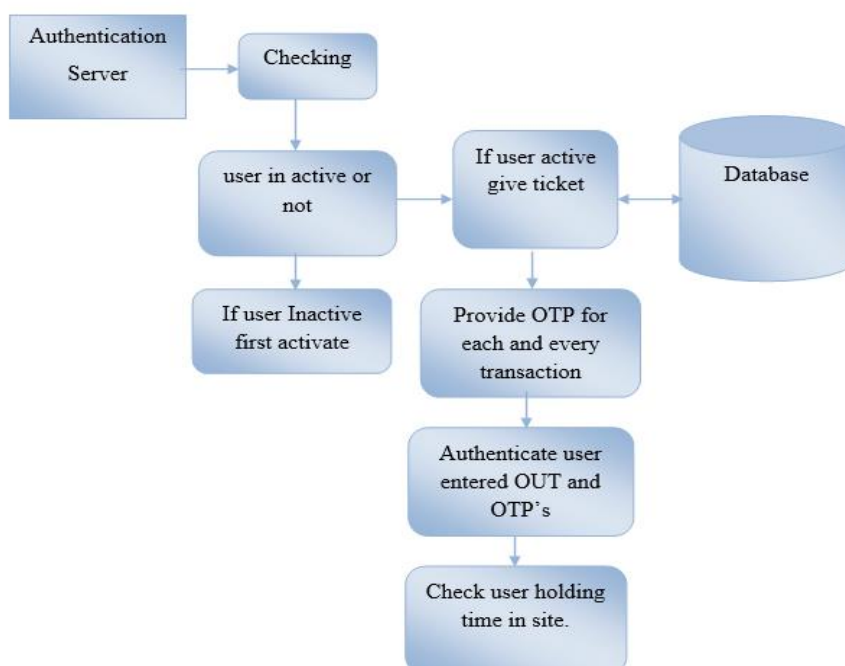 Authentication
Server
Checking
user in active or
not
If user active
give ticket
Database
If user Inactive
first activate
Provide OTP for
each and every
transaction
Authenticate user
entered OUT and
OTP’s
Check user holding
time in site.